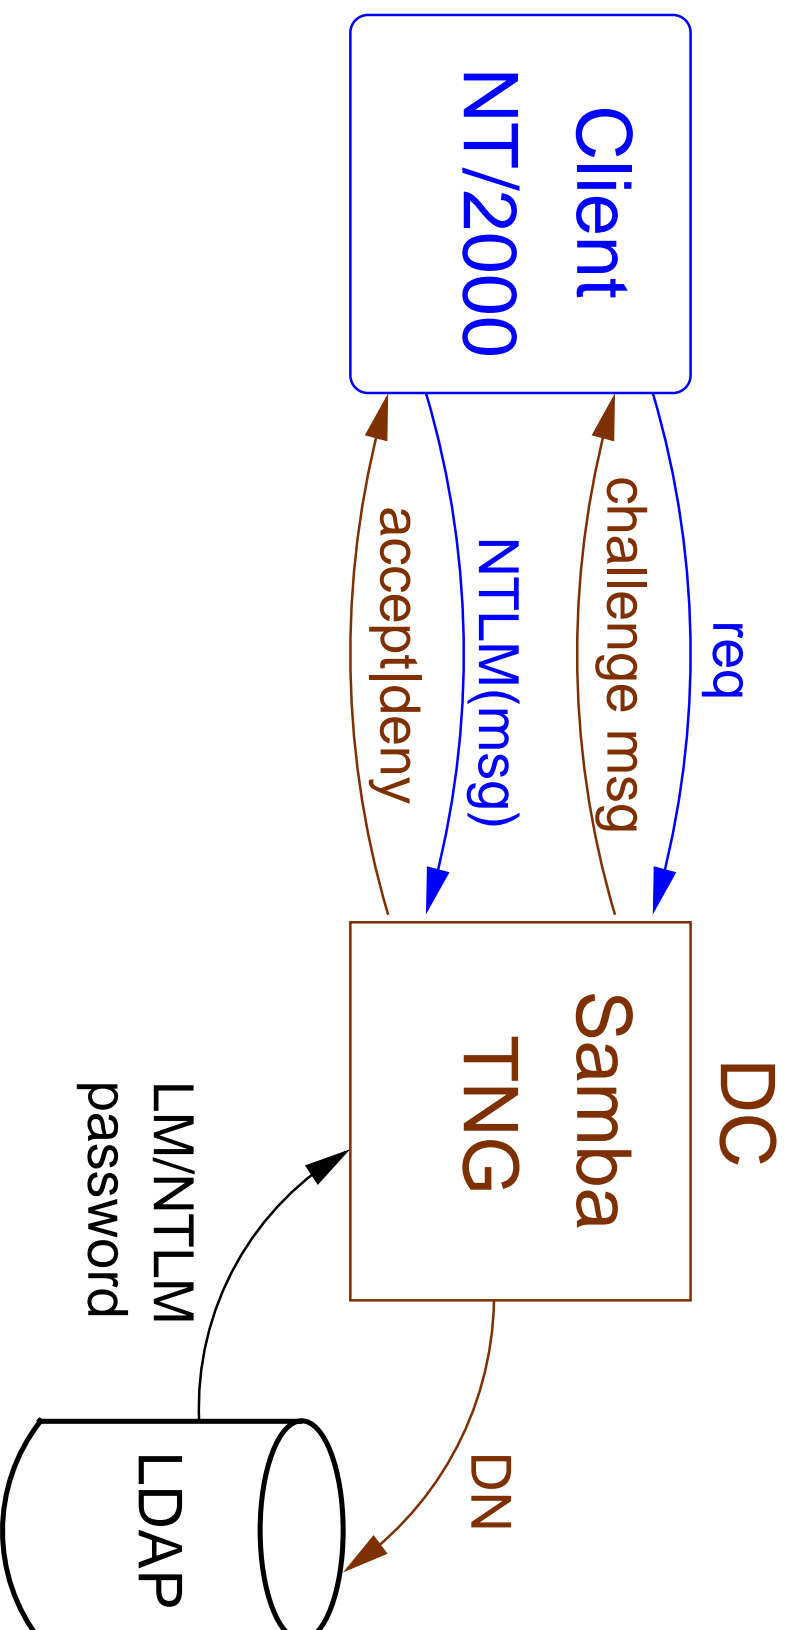 DC
req
Client
NT/2000
challenge msg
NTLM(msg)
accept|deny
Samba
TNG
DN
LM/NTLM
password
LDAP